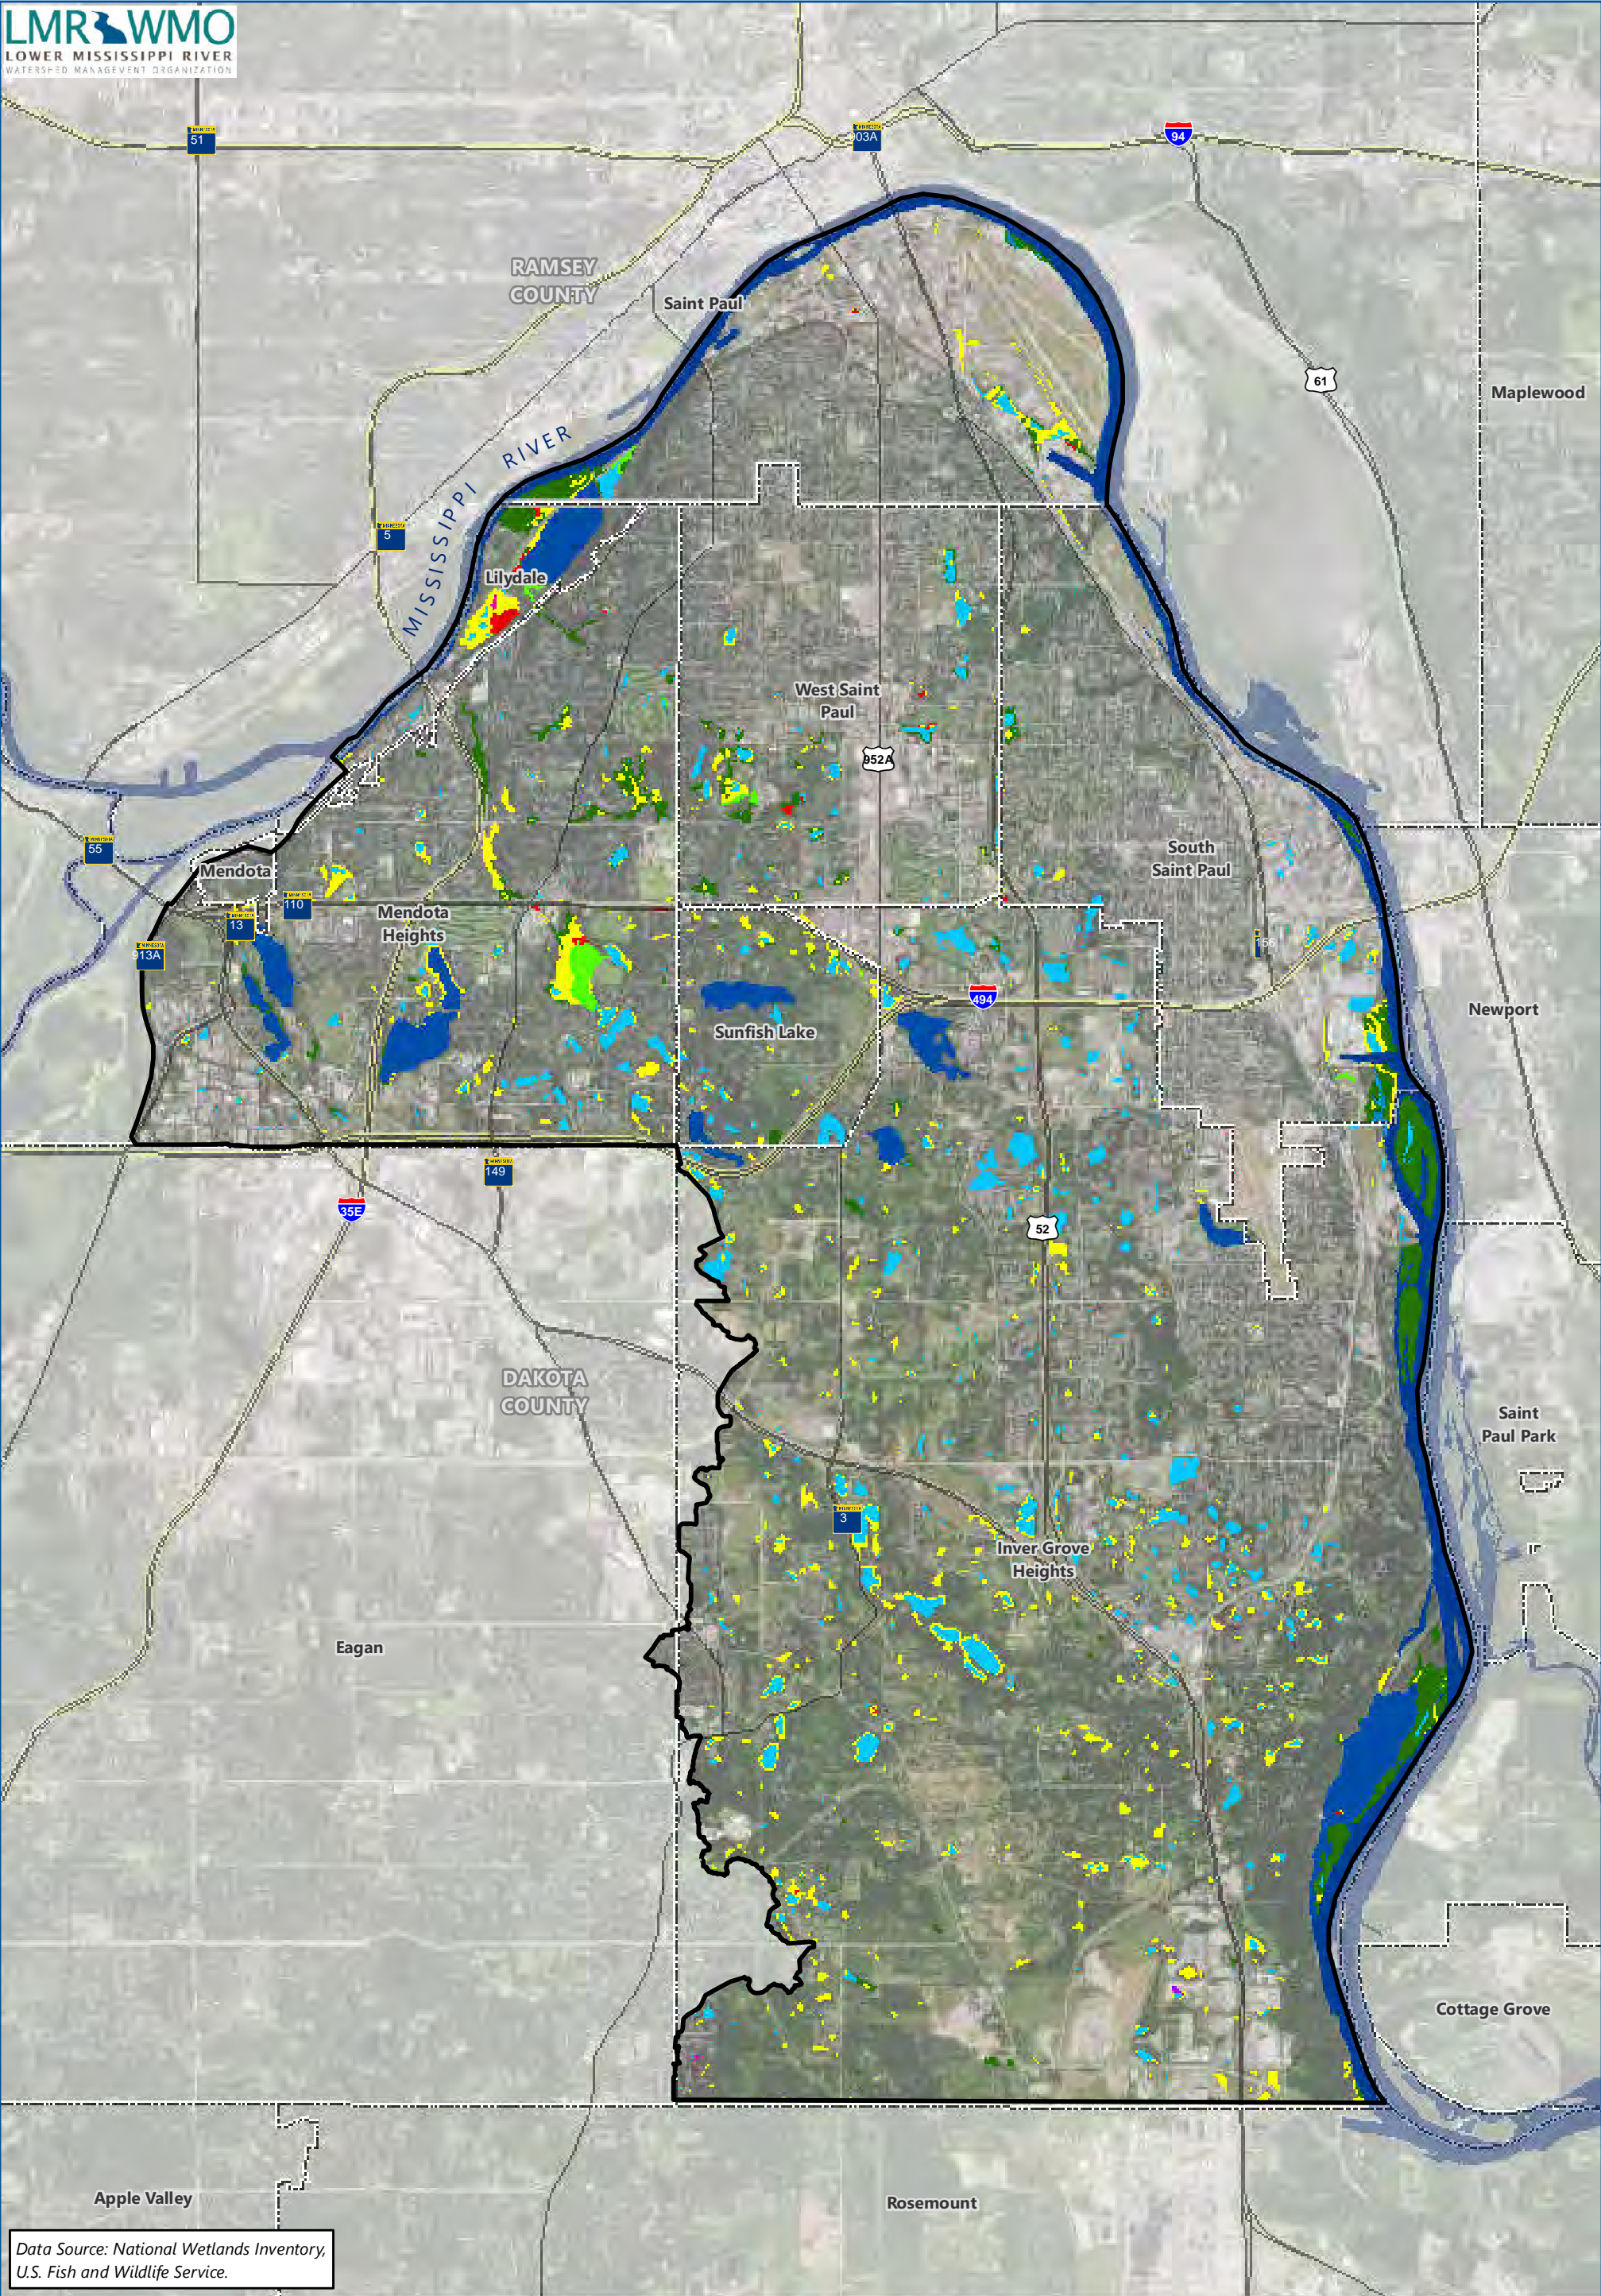 LMR WMO
LOWER MISSISSIPPI RIVER
WATERSHED MANAGEMENT ORGANIZATION
51
03A
94
RAMSEY
COUNTY
Saint Paul
61
Maplewood
MISSISSIPPI RIVER
5
Lilydale
West Saint
Paul
952A
55
Mendota
South
Saint Paul
110
13
Mendota
Heights
913A
156
494
Newport
Sunfish Lake
149
35E
52
DAKOTA
COUNTY
Saint
Paul Park
3
Inver Grove
Heights
Eagan
Cottage Grove
Apple Valley
Rosemount
Data Source: National Wetlands Inventory,
U.S. Fish and Wildlife Service.